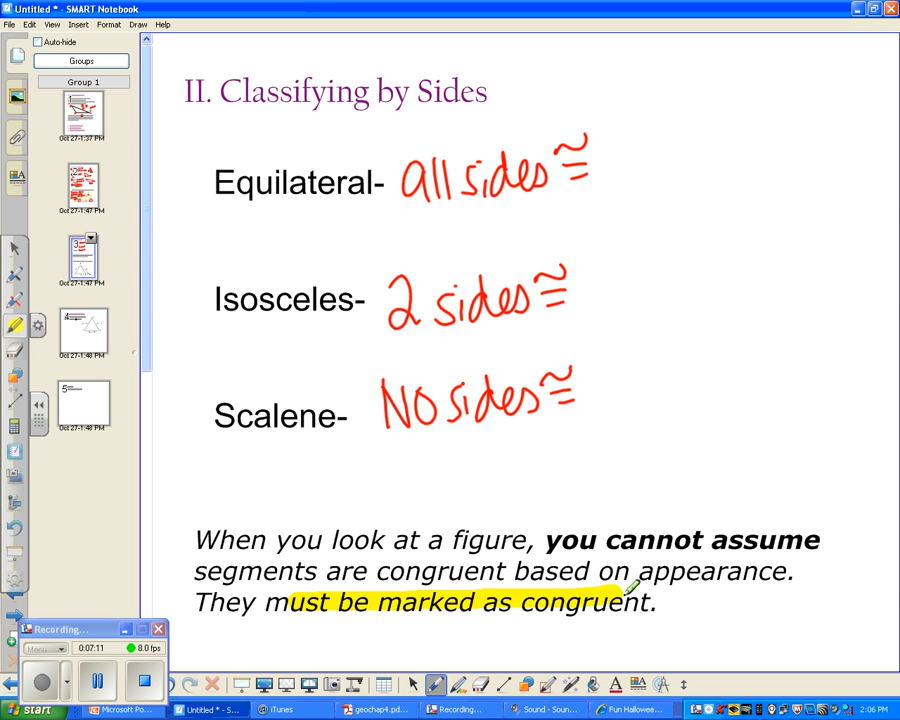 Untitled * - SMART Notebook
File Edit View Insert Format Draw Help
Auto-hide
Groups
Group 1
Oct 27-1:37 PM
Oct 27-1:47 PM
Oct 27-1:47 PM
Oct 27-1:48 PM
Oct 27-1:48 PM
II. Classifying by Sides
Equilateral- all sides ≅
Isosceles- 2 sides ≅
Scalene- No sides ≅
When you look at a figure, you cannot assume
segments are congruent based on appearance.
They must be marked as congruent.
Recording...
Menu
0:07:11
8.0 fps
start
Microsoft Po...
Untitled * - S...
iTunes
geochap4.pd...
Recording...
Sound - Soun...
Fun Hallowee...
2:06 PM